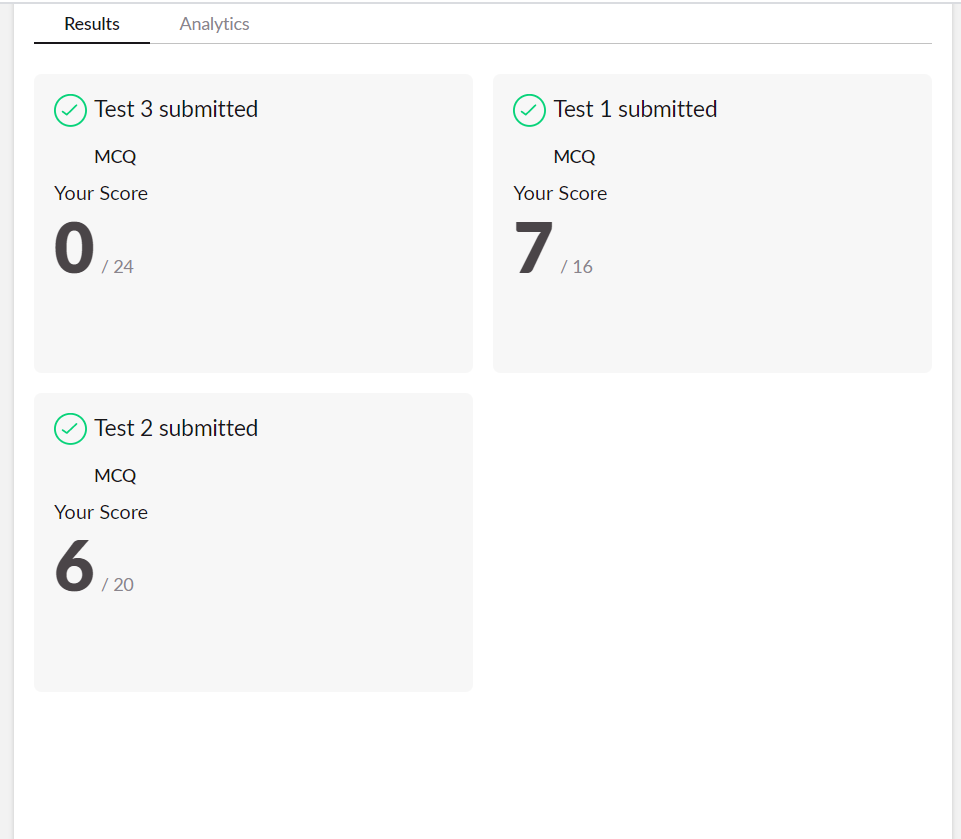 Results
Analytics
Test 3 submitted
MCQ
Your Score
0 / 24
Test 1 submitted
MCQ
Your Score
7 / 16
Test 2 submitted
MCQ
Your Score
6 / 20